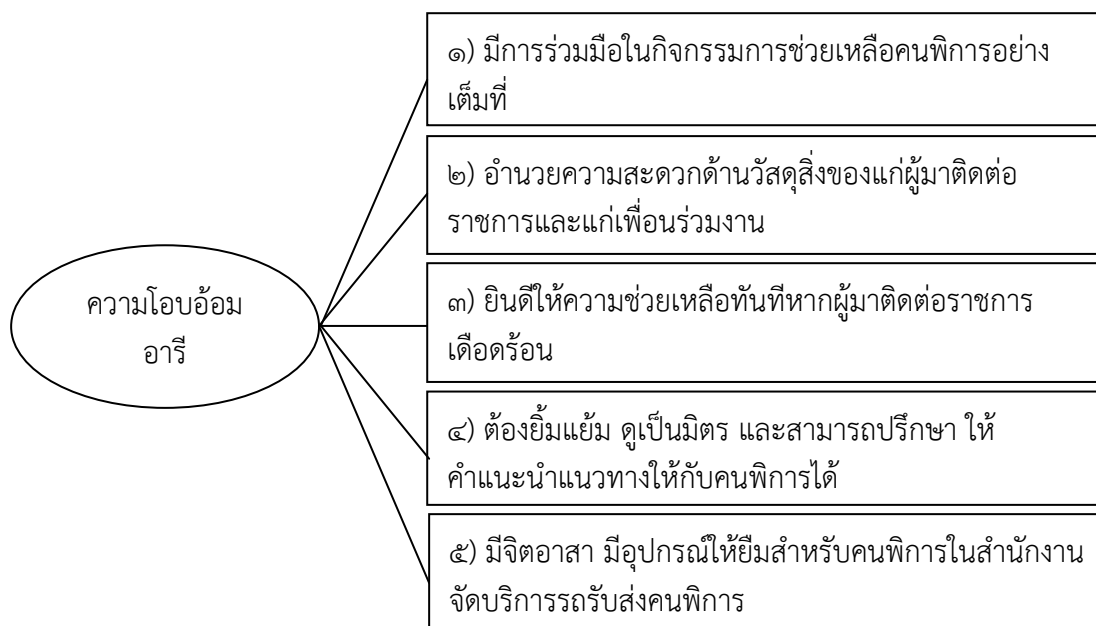 ๑) มีการร่วมมือในกิจกรรมการช่วยเหลือคนพิการอย่าง
เต็มที่
๒) อำนวยความสะดวกด้านวัสดุสิ่งของแก่ผู้มาติดต่อ
ราชการและแก่เพื่อนร่วมงาน
ความโอบอ้อม
อารี
๓) ยินดีให้ความช่วยเหลือทันทีหากผู้มาติดต่อราชการ
เดือดร้อน
๔) ต้องยิ้มแย้ม ดูเป็นมิตร และสามารถปรึกษา ให้
คำแนะนำแนวทางให้กับคนพิการได้
๕) มีจิตอาสา มีอุปกรณ์ให้ยืมสำหรับคนพิการในสำนักงาน
จัดบริการรถรับส่งคนพิการ